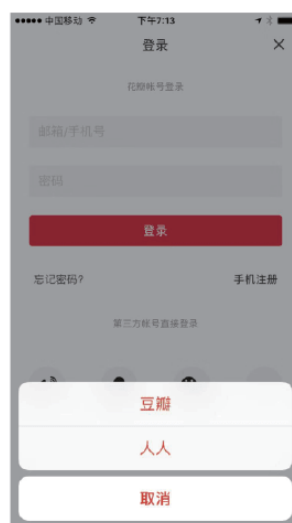 中国移动 下午7:13
登录
花瓣帐号登录
邮箱/手机号
密码
登录
忘记密码? 手机注册
第三方帐号直接登录
豆瓣
人人
取消